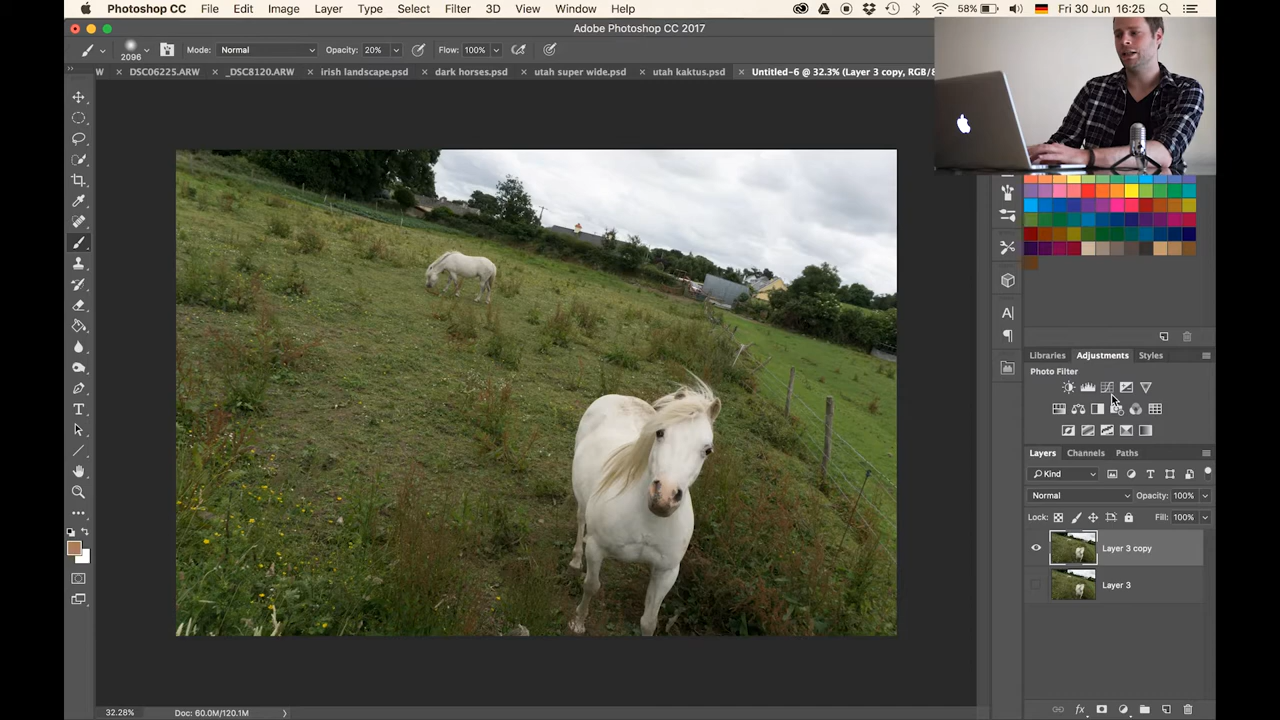 Photoshop CC File Edit Image Layer Type Select Filter 3D View Window Help 58% Fri 30 Jun 16:25
Adobe Photoshop CC 2017
2096 Mode: Normal Opacity: 20% Flow: 100%
W DSC06225.ARW _DSC8120.ARW irish landscape.psd dark horses.psd utah super wide.psd utah kaktus.psd Untitled-6 @ 32.3% (Layer 3 copy, RGB/8
Libraries Adjustments Styles
Photo Filter
Layers Channels Paths
Kind
Normal Opacity: 100%
Lock: Fill: 100%
Layer 3 copy
Layer 3
32.28% Doc: 60.0M/120.1M